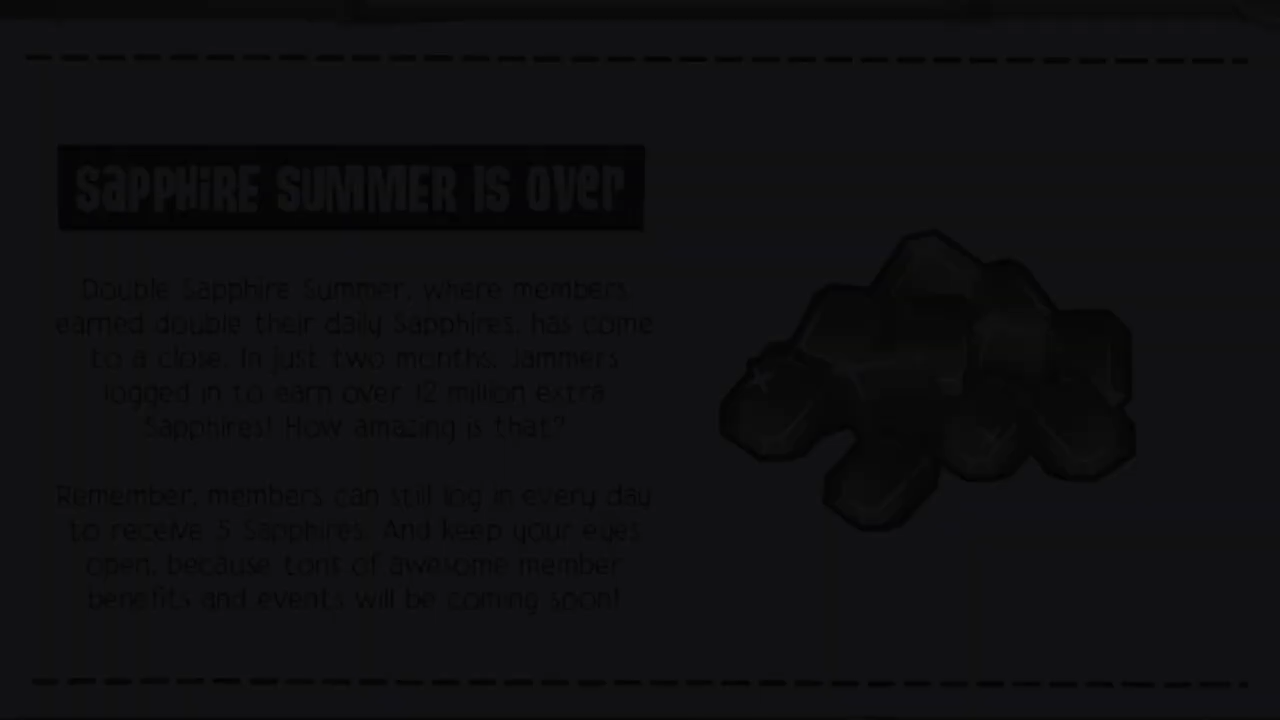 SAPPHIRE SUMMER IS OVER
Double Sapphire Summer, where members
earned double their daily Sapphires, has come
to a close. In just two months, Jammers
logged in to earn over 12 million extra
Sapphires! How amazing is that?
Remember, members can still log in every day
to receive 5 Sapphires. And keep your eyes
open, because tons of awesome member
benefits and events will be coming soon!